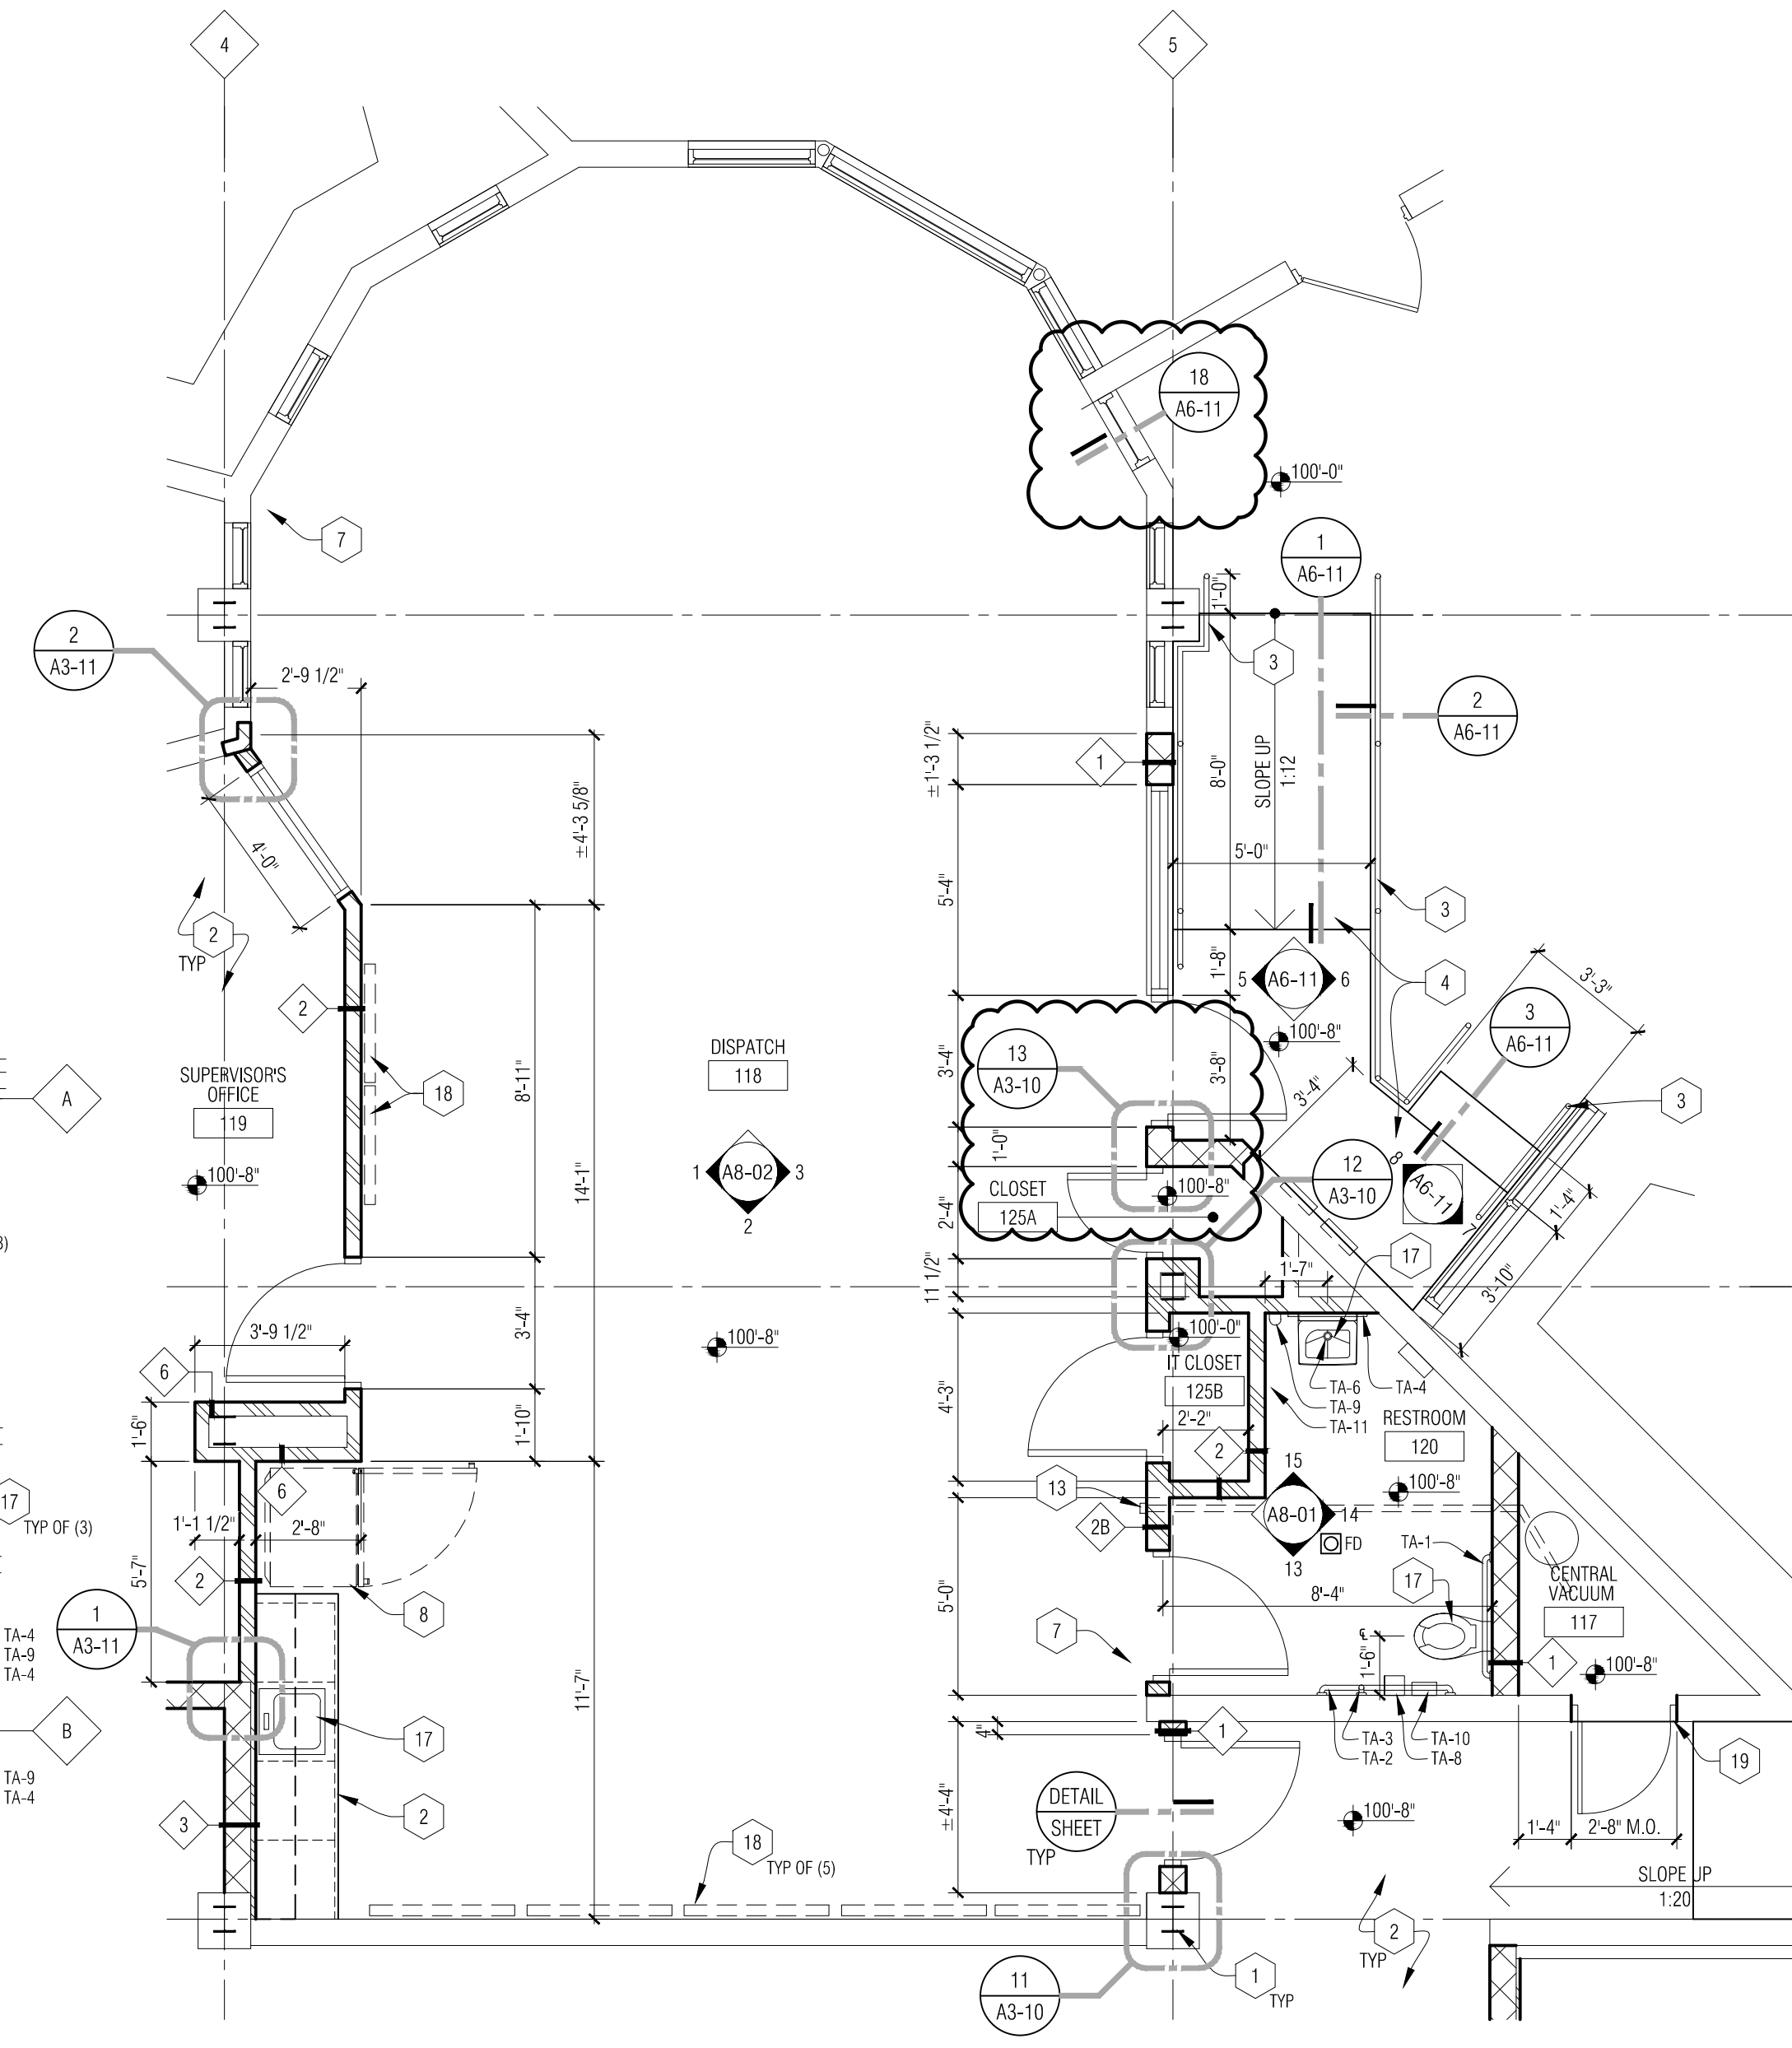 4
5
18
A6-11
100'-0"
7
1
A6-11
1'-0"
2
A3-11
2'-9 1/2"
3
2
A6-11
±1'-3 1/2"
1
8'-0"
SLOPE UP
1:12
±4'-3 5/8"
4'-0"
5'-0"
5'-4"
3
2
TYP
1'-8"
5
A6-11
6
4
3'-3"
2
3
A6-11
100'-8"
DISPATCH
118
13
A3-10
3'-4"
3'-8"
3'-4"
SUPERVISOR'S
OFFICE
119
18
8'-11"
A
3
1'-0"
12
A3-10
8
A6-11
7
1
A8-02
3
2
100'-8"
14'-1"
100'-8"
CLOSET
125A
2'-4"
1'-4"
3)
17
11 1/2"
1'-7"
3'-10"
3'-9 1/2"
3'-4"
100'-8"
100'-0"
6
IT CLOSET
125B
TA-6
TA-4
TA-9
TA-11
4'-3"
2'-2"
RESTROOM
120
1'-6"
1'-10"
2
15
100'-8"
17
TYP OF (3)
6
13
A8-01
14
1'-1 1/2"
2'-8"
2B
FD
13
TA-1
5'-7"
2
17
CENTRAL
VACUUM
117
8'-4"
5'-0"
1
A3-11
8
TA-4
TA-9
TA-4
7
1'-6"
1
100'-8"
11'-7"
B
17
4"
1
TA-3
TA-10
TA-2
TA-8
19
TA-9
TA-4
DETAIL
SHEET
TYP
100'-8"
2
3
±4'-4"
1'-4"
2'-8" M.O.
18
TYP OF (5)
SLOPE UP
1:20
2
TYP
11
A3-10
1
TYP